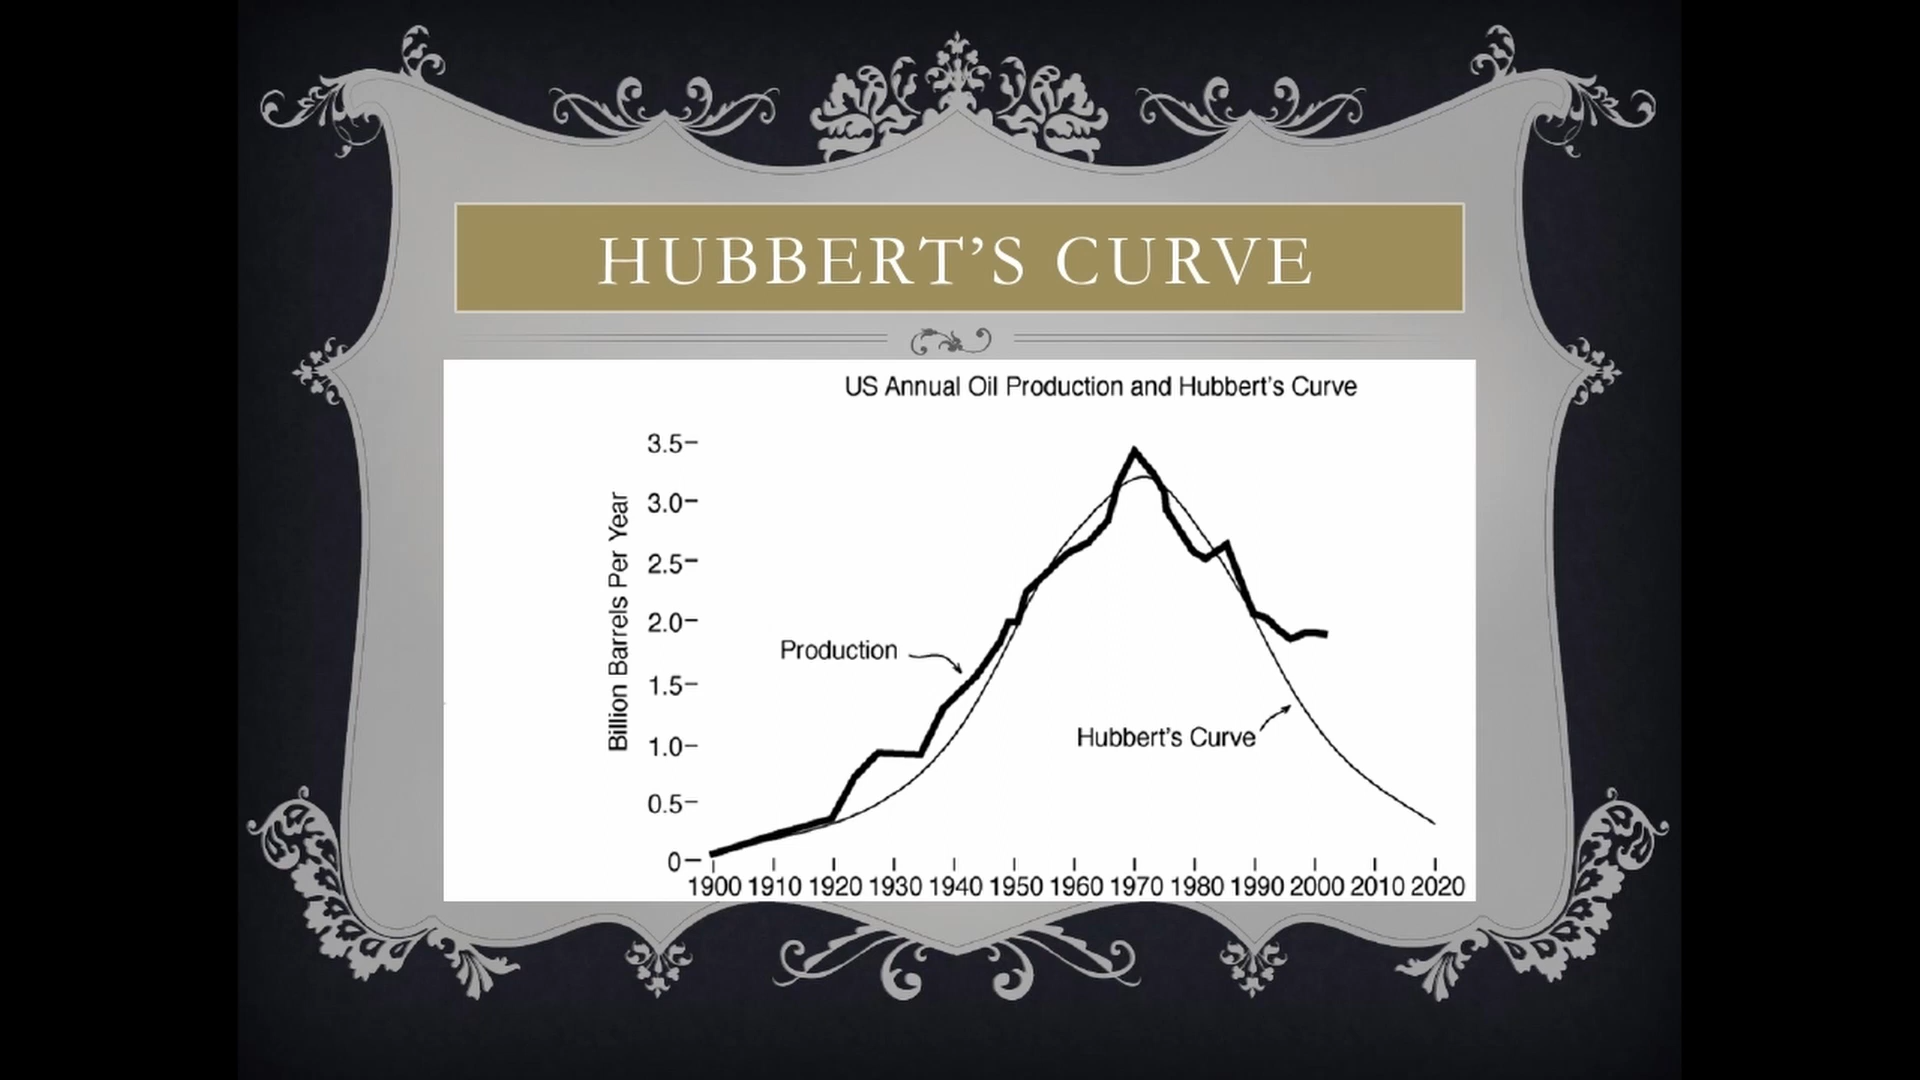 HUBBERT’S CURVE
US Annual Oil Production and Hubbert’s Curve
Billion Barrels Per Year
3.5
3.0
2.5
2.0
1.5
1.0
0.5
0
Production
Hubbert’s Curve
1900 1910 1920 1930 1940 1950 1960 1970 1980 1990 2000 2010 2020